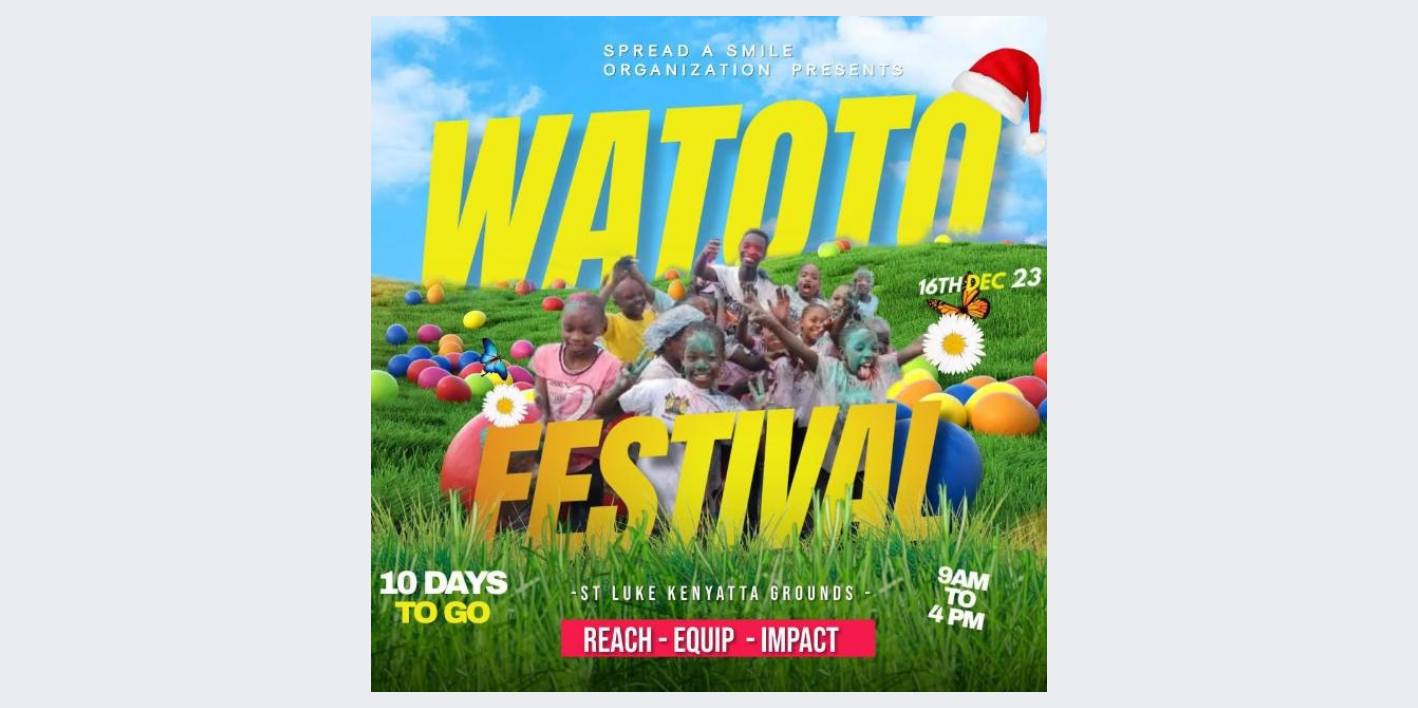 SPREAD A SMILE
ORGANIZATION PRESENTS
WATOTO
16TH DEC 23
FESTIVAL
10 DAYS
TO GO
-ST LUKE KENYATTA GROUNDS -
9AM
TO
4 PM
REACH - EQUIP - IMPACT